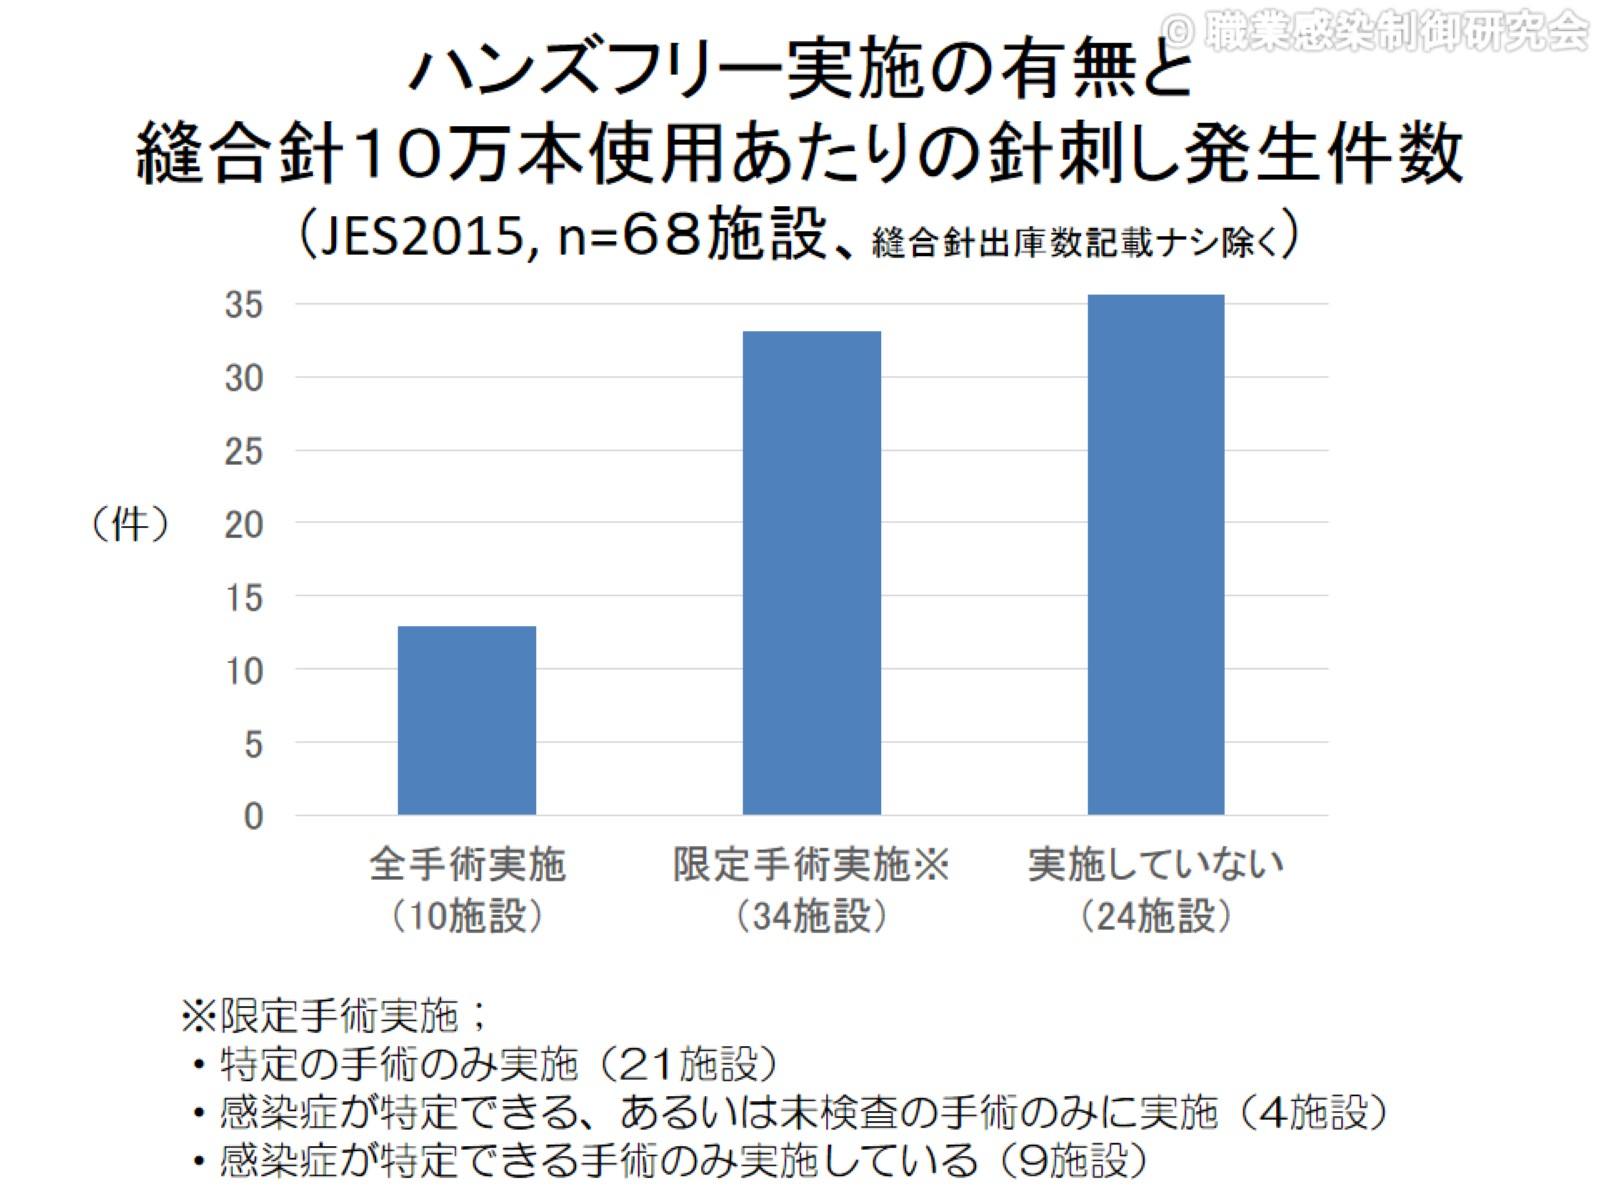 © 職業感染制御研究会
ハンズフリー実施の有無と
縫合針１０万本使用あたりの針刺し発生件数
（JES2015, n=６８施設、縫合針出庫数記載ナシ除く）
35
30
25
（件） 20
15
10
5
0
全手術実施 限定手術実施※ 実施していない
（10施設） （34施設） （24施設）
※限定手術実施；
・特定の手術のみ実施（21施設）
・感染症が特定できる、あるいは未検査の手術のみに実施（4施設）
・感染症が特定できる手術のみ実施している（9施設）